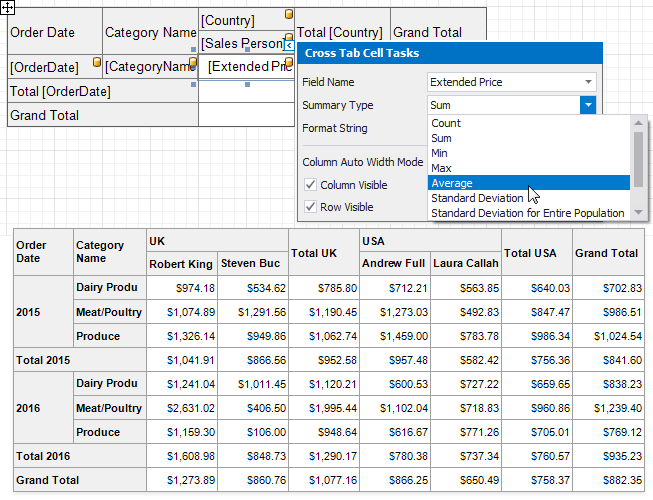 Order Date Category Name [Country] Total [Country] Grand Total
[Sales Person]
[OrderDate] [CategoryName [Extended Pric
Total [OrderDate]
Grand Total
Cross Tab Cell Tasks
Field Name Extended Price
Summary Type Sum
Format String
Column Auto Width Mode
Column Visible
Row Visible
Count
Sum
Min
Max
Average
Standard Deviation
Standard Deviation for Entire Population
Order Date Category Name UK Total UK USA Total USA Grand Total
Robert King Steven Buc Andrew Full Laura Callah
2015 Dairy Produ $974.18 $534.62 $785.80 $712.21 $563.85 $640.03 $702.83
Meat/Poultry $1,074.89 $1,291.56 $1,190.45 $1,273.03 $492.83 $847.47 $986.51
Produce $1,326.14 $949.86 $1,062.74 $1,459.00 $783.78 $986.34 $1,024.54
Total 2015 $1,041.91 $866.56 $952.58 $957.48 $582.42 $756.36 $841.60
2016 Dairy Produ $1,241.04 $1,011.45 $1,120.21 $600.53 $727.22 $659.65 $838.23
Meat/Poultry $2,631.02 $406.50 $1,995.44 $1,102.04 $718.83 $960.86 $1,239.40
Produce $1,159.30 $106.00 $948.64 $616.67 $771.26 $705.01 $769.12
Total 2016 $1,608.98 $848.73 $1,290.17 $780.38 $737.34 $760.57 $935.23
Grand Total $1,273.89 $860.76 $1,077.16 $866.25 $650.49 $758.37 $882.35